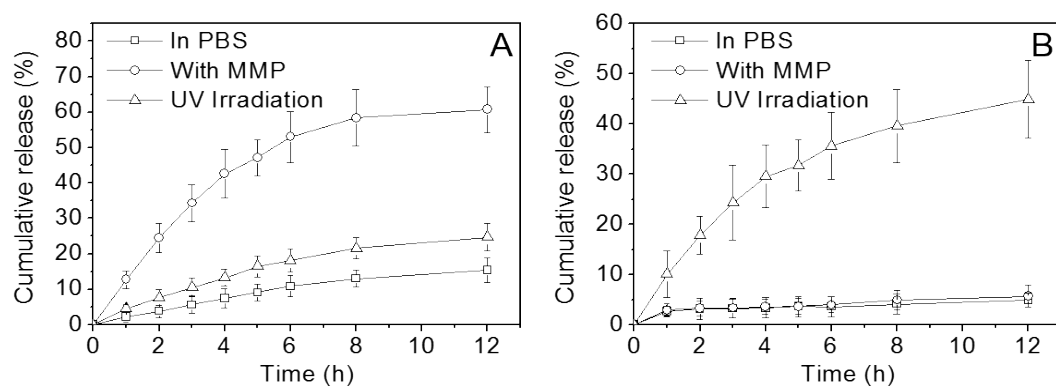 A
In PBS
With MMP
UV Irradiation
Cumulative release (%)
80
70
60
50
40
30
20
10
0
0 2 4 6 8 10 12
Time (h)
B
In PBS
With MMP
UV Irradiation
Cumulative release (%)
60
50
40
30
20
10
0
0 2 4 6 8 10 12
Time (h)